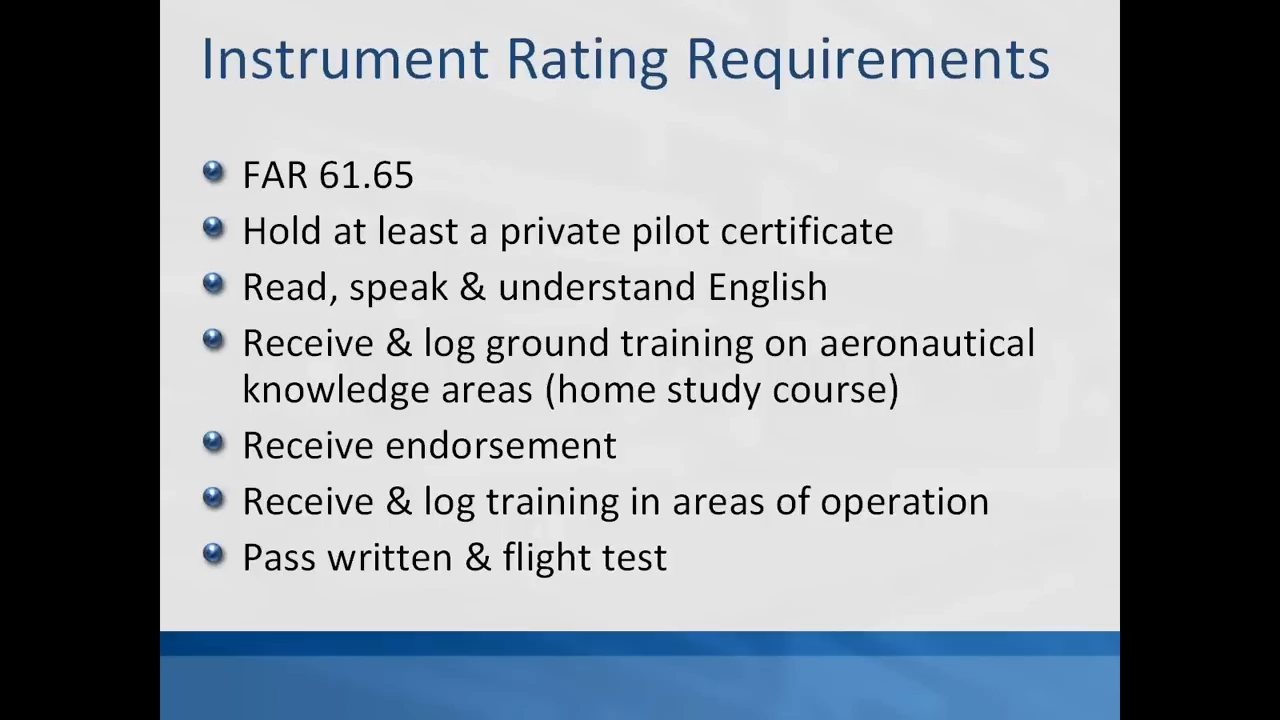 Instrument Rating Requirements
FAR 61.65
Hold at least a private pilot certificate
Read, speak & understand English
Receive & log ground training on aeronautical
knowledge areas (home study course)
Receive endorsement
Receive & log training in areas of operation
Pass written & flight test